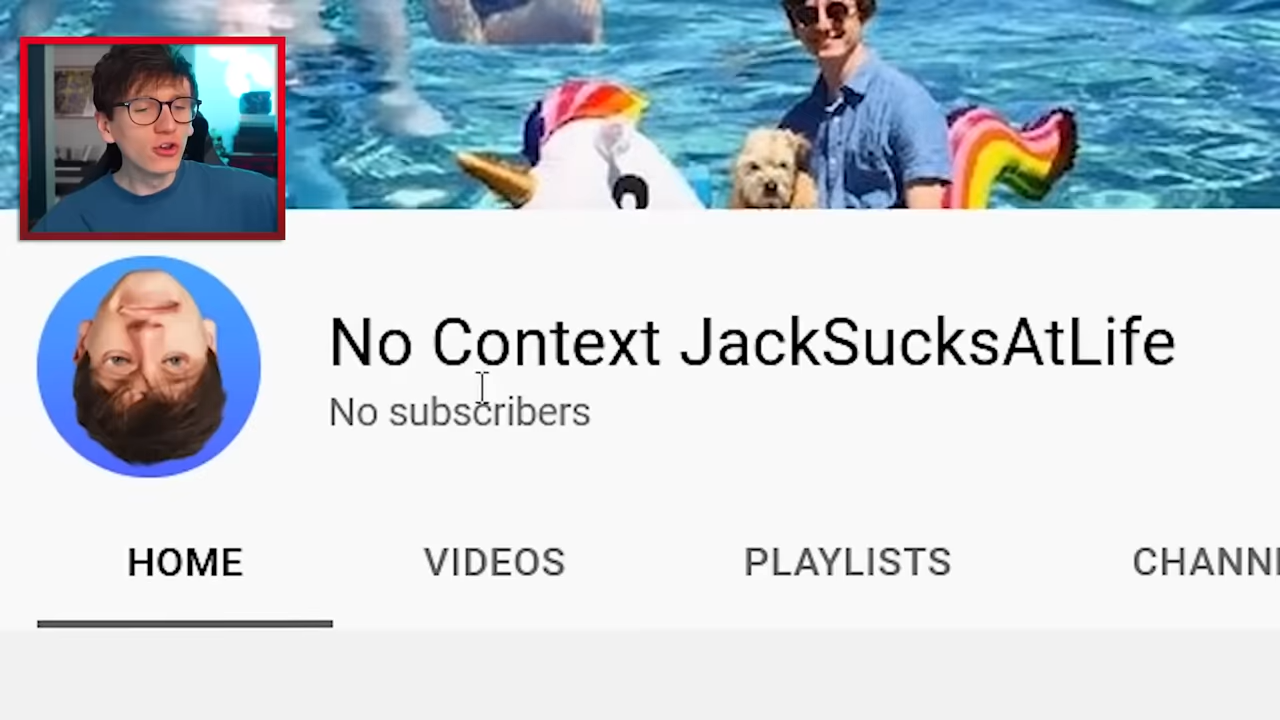 No Context JackSucksAtLife
No subscribers
HOME VIDEOS PLAYLISTS CHANN